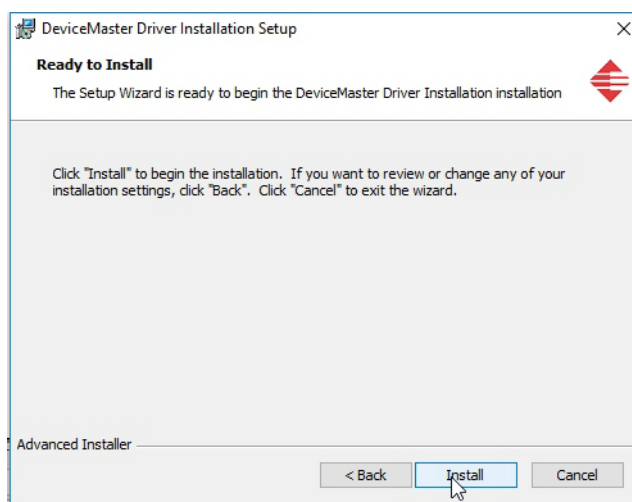 DeviceMaster Driver Installation Setup
Ready to Install
The Setup Wizard is ready to begin the DeviceMaster Driver Installation installation
Click "Install" to begin the installation.  If you want to review or change any of your
installation settings, click "Back".  Click "Cancel" to exit the wizard.
Advanced Installer
< Back
Install
Cancel